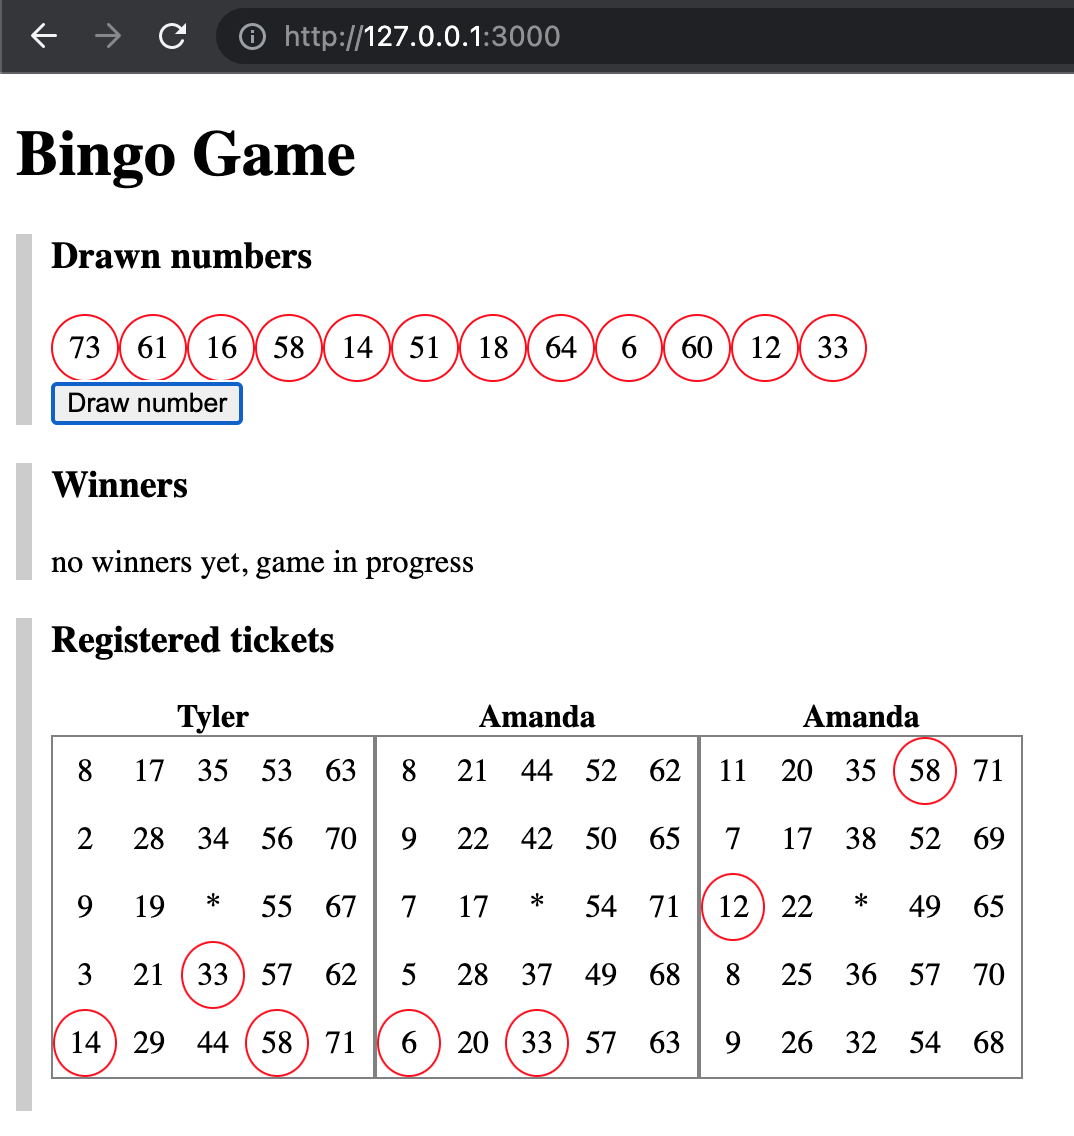 http://127.0.0.1:3000
Bingo Game
Drawn numbers
73 61 16 58 14 51 18 64 6 60 12 33
Draw number
Winners
no winners yet, game in progress
Registered tickets
Tyler Amanda Amanda
8 17 35 53 63 8 21 44 52 62 11 20 35 58 71
2 28 34 56 70 9 22 42 50 65 7 17 38 52 69
9 19 * 55 67 7 17 * 54 71 12 22 * 49 65
3 21 33 57 62 5 28 37 49 68 8 25 36 57 70
14 29 44 58 71 6 20 33 57 63 9 26 32 54 68